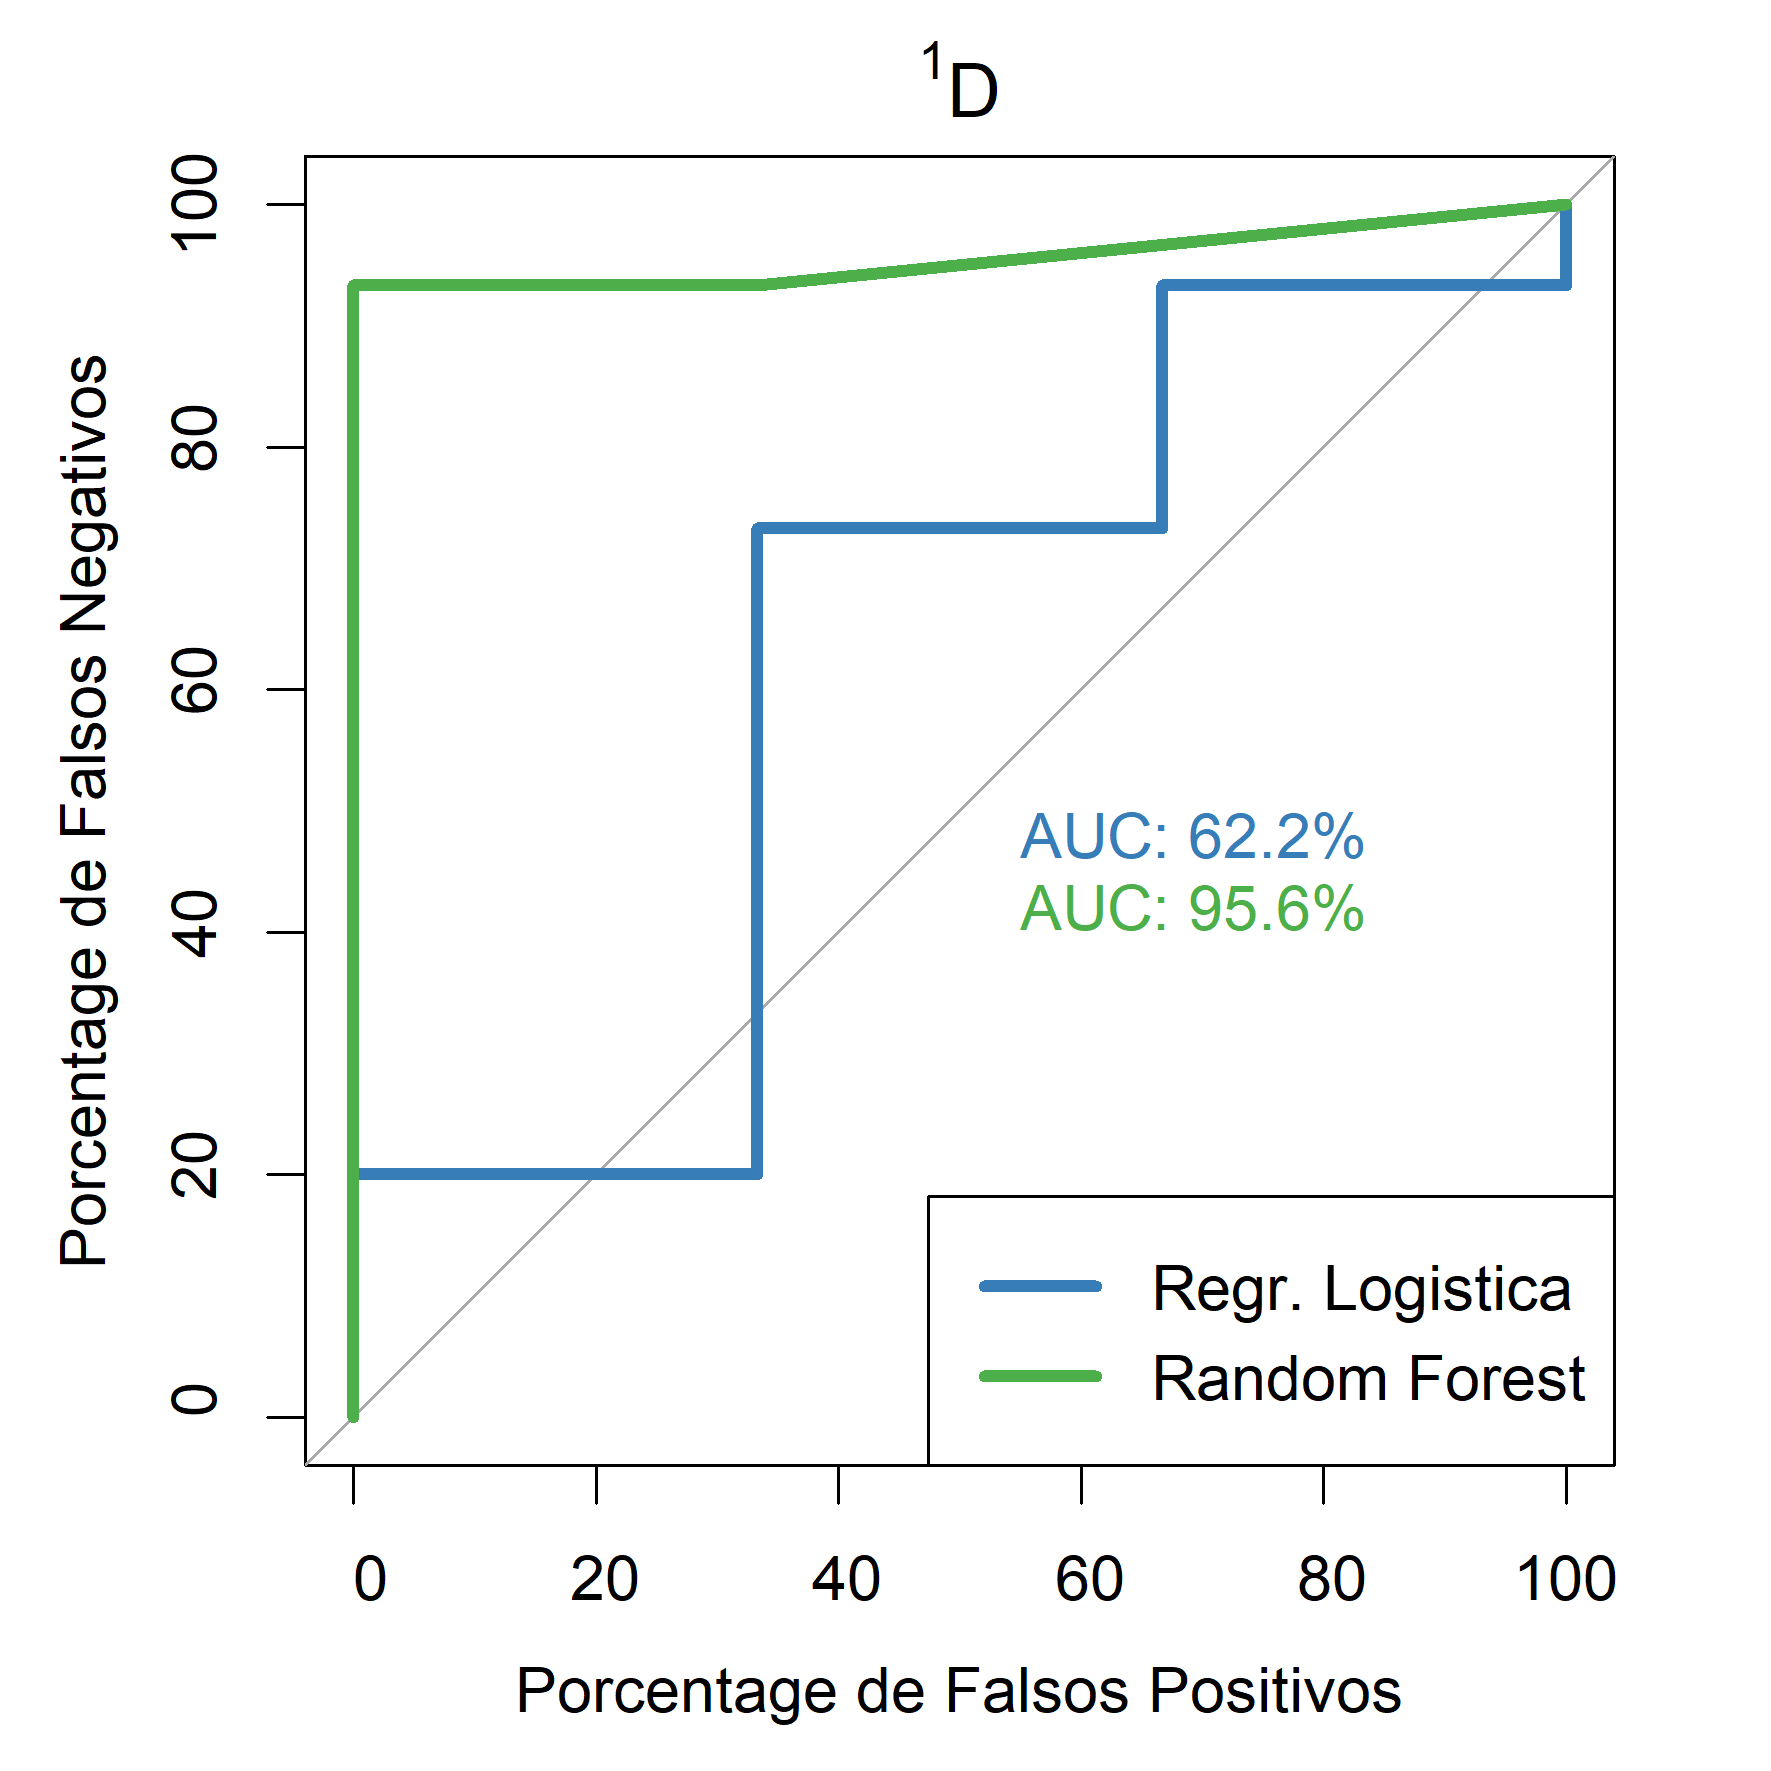 ¹D
Porcentage de Falsos Negativos
100
80
60
40
20
0
AUC: 62.2%
AUC: 95.6%
Regr. Logistica
Random Forest
0 20 40 60 80 100
Porcentage de Falsos Positivos